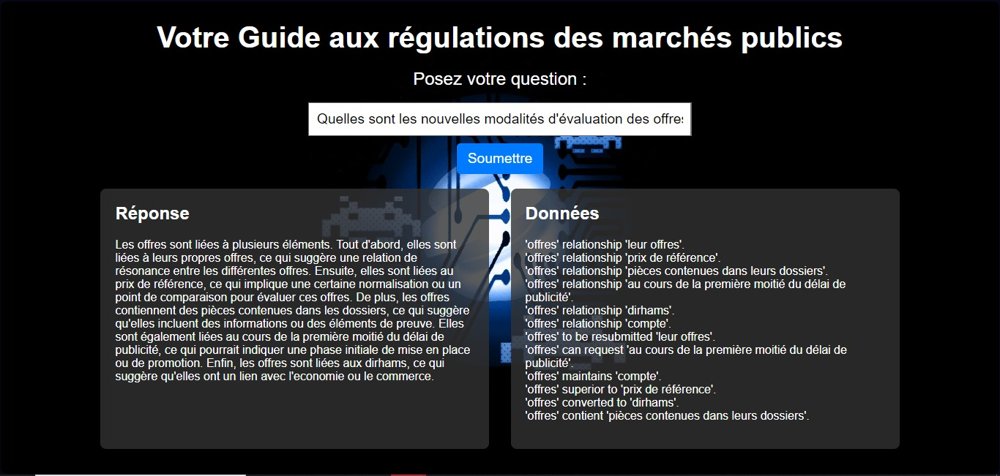 Votre Guide aux régulations des marchés publics
Posez votre question :
Quelles sont les nouvelles modalités d'évaluation des offres
Soumettre
Réponse
Les offres sont liées à plusieurs éléments. Tout d'abord, elles sont
liées à leurs propres offres, ce qui suggère une relation de
résonance entre les différentes offres. Ensuite, elles sont liées au
prix de référence, ce qui implique une certaine normalisation ou un
point de comparaison pour évaluer ces offres. De plus, les offres
contiennent des pièces contenues dans les dossiers, ce qui suggère
qu'elles incluent des informations ou des éléments de preuve. Elles
sont également liées au cours de la première moitié du délai de
publicité, ce qui pourrait indiquer une phase initiale de mise en place
ou de promotion. Enfin, les offres sont liées aux dirhams, ce qui
suggère qu'elles ont un lien avec l'economie ou le commerce.
Données
'offres' relationship 'leur offres'.
'offres' relationship 'prix de référence'.
'offres' relationship 'pièces contenues dans leurs dossiers'.
'offres' relationship 'au cours de la première moitié du délai de
publicité'.
'offres' relationship 'dirhams'.
'offres' relationship 'compte'.
'offres' to be resubmitted 'leur offres'.
'offres' can request 'au cours de la première moitié du délai de
publicité'.
'offres' maintains 'compte'.
'offres' superior to 'prix de référence'.
'offres' converted to 'dirhams'.
'offres' contient 'pièces contenues dans leurs dossiers'.